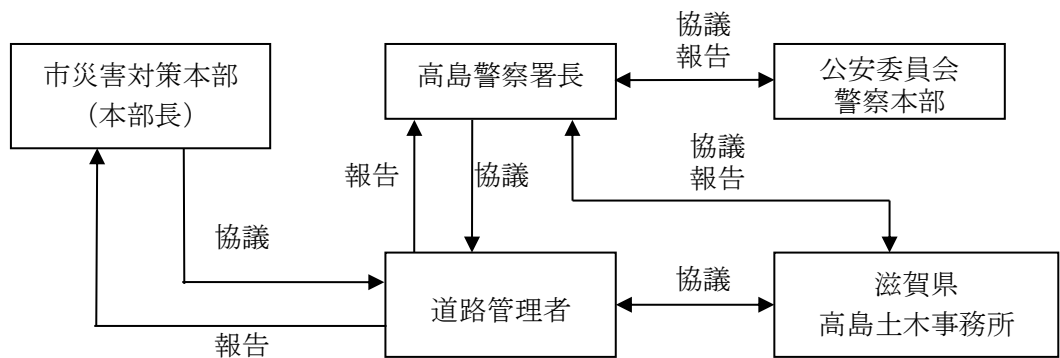 市災害対策本部
（本部長）
高島警察署長
協議
報告
公安委員会
警察本部
報告
協議
協議
報告
協議
道路管理者
協議
滋賀県
高島土木事務所
報告